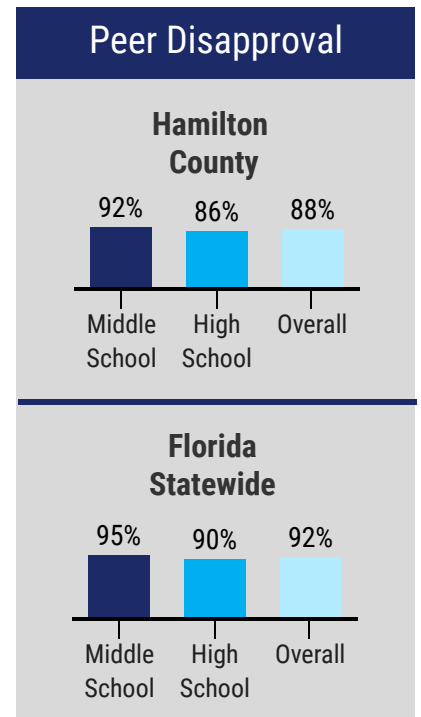 Peer Disapproval
Hamilton
County
92% 86% 88%
Middle High Overall
School School
Florida
Statewide
95% 90% 92%
Middle High Overall
School School